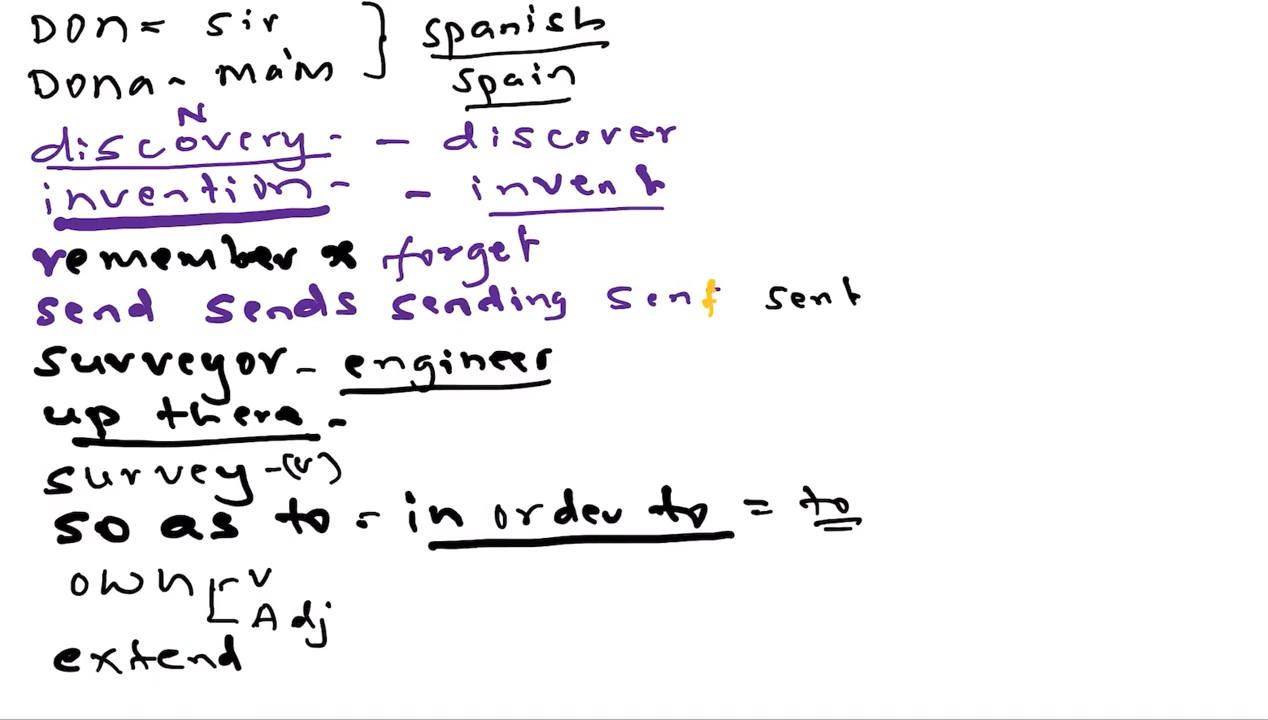 Don = sir } spanish
Dona - ma'm spain
N
discovery - - discover
invention - - invent
remember x forget
send sends sending sent sent
surveyor - engineer
up there -
survey - (v)
so as to = in order to = to
own v
Adj
extend